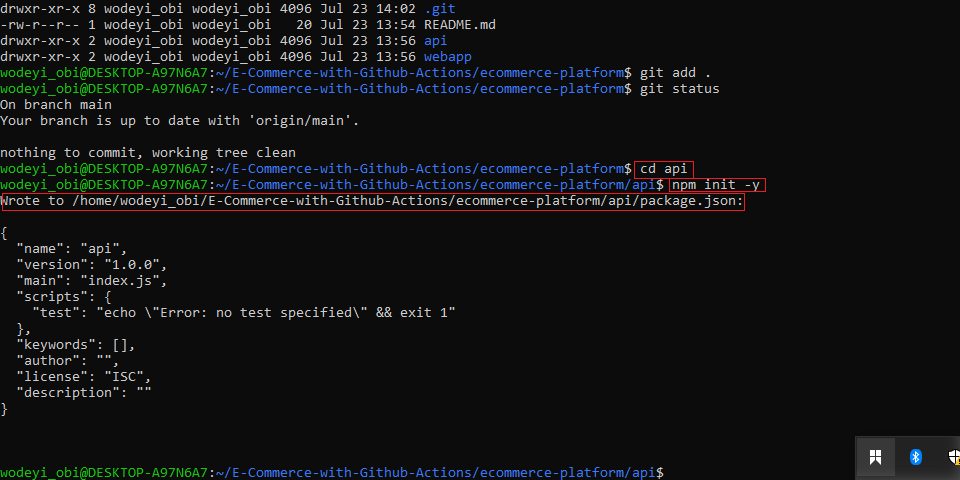 drwxr-xr-x 8 wodeyi_obi wodeyi_obi 4096 Jul 23 14:02 .git
-rw-r--r-- 1 wodeyi_obi wodeyi_obi   20 Jul 23 13:54 README.md
drwxr-xr-x 2 wodeyi_obi wodeyi_obi 4096 Jul 23 13:56 api
drwxr-xr-x 2 wodeyi_obi wodeyi_obi 4096 Jul 23 13:56 webapp
wodeyi_obi@DESKTOP-A97N6A7:~/E-Commerce-with-Github-Actions/ecommerce-platform$ git add .
wodeyi_obi@DESKTOP-A97N6A7:~/E-Commerce-with-Github-Actions/ecommerce-platform$ git status
On branch main
Your branch is up to date with 'origin/main'.

nothing to commit, working tree clean
wodeyi_obi@DESKTOP-A97N6A7:~/E-Commerce-with-Github-Actions/ecommerce-platform$ cd api
wodeyi_obi@DESKTOP-A97N6A7:~/E-Commerce-with-Github-Actions/ecommerce-platform/api$ npm init -y
Wrote to /home/wodeyi_obi/E-Commerce-with-Github-Actions/ecommerce-platform/api/package.json:

{
  "name": "api",
  "version": "1.0.0",
  "main": "index.js",
  "scripts": {
    "test": "echo \"Error: no test specified\" && exit 1"
  },
  "keywords": [],
  "author": "",
  "license": "ISC",
  "description": ""
}

wodeyi_obi@DESKTOP-A97N6A7:~/E-Commerce-with-Github-Actions/ecommerce-platform/api$